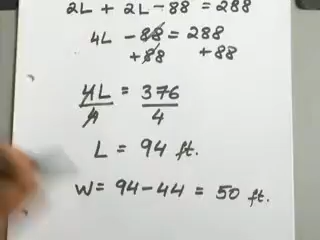 2L + 2L - 88 = 288
4L - 88 = 288
+88 +88
4L/4 = 376/4
L = 94 ft.
W = 94 - 44 = 50 ft.